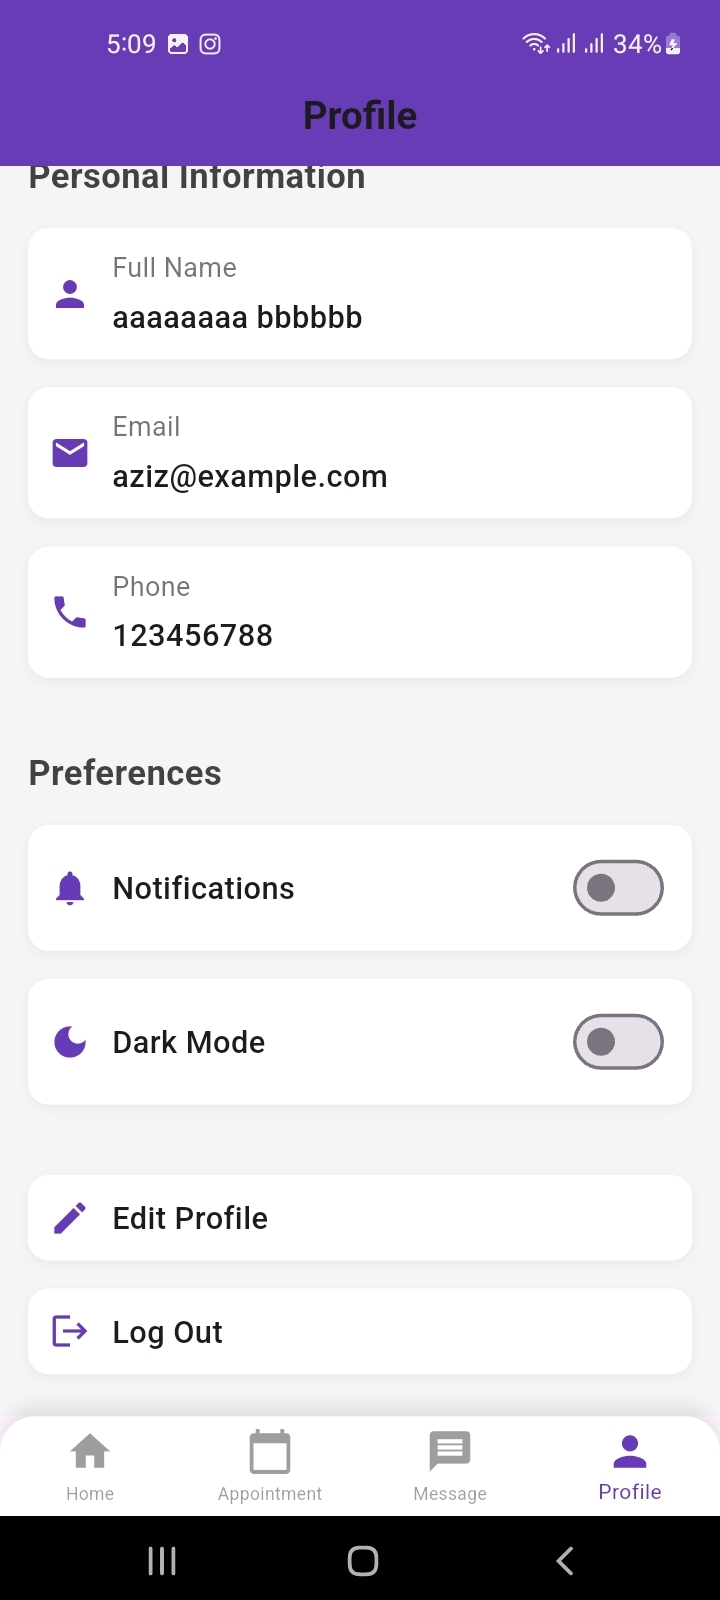 5:09
34%
Profile
Personal Information
Full Name
aaaaaaaa bbbbbb
Email
aziz@example.com
Phone
123456788
Preferences
Notifications
Dark Mode
Edit Profile
Log Out
Home
Appointment
Message
Profile